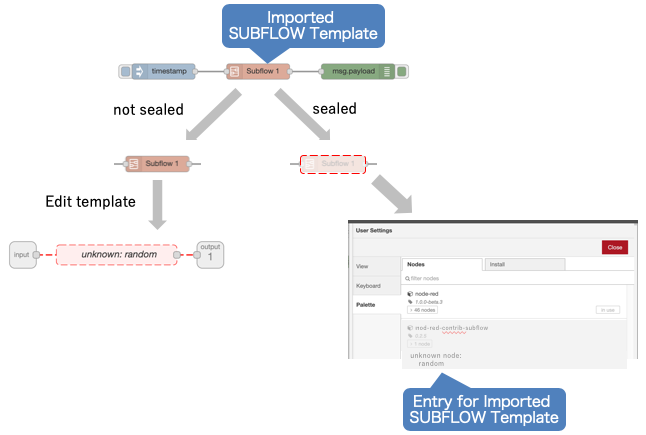 Imported
SUBFLOW Template
timestamp
Subflow 1
msg.payload
not sealed
sealed
Subflow 1
Subflow 1
Edit template
input
unknown: random
output
1
User Settings
Close
View
Nodes
Install
filter nodes
Keyboard
node-red
1.0.0-beta.3
Palette
48 nodes
in use
nod-red-contrib-subflow
0.0.5
1 node
unknown node:
random
Entry for Imported
SUBFLOW Template